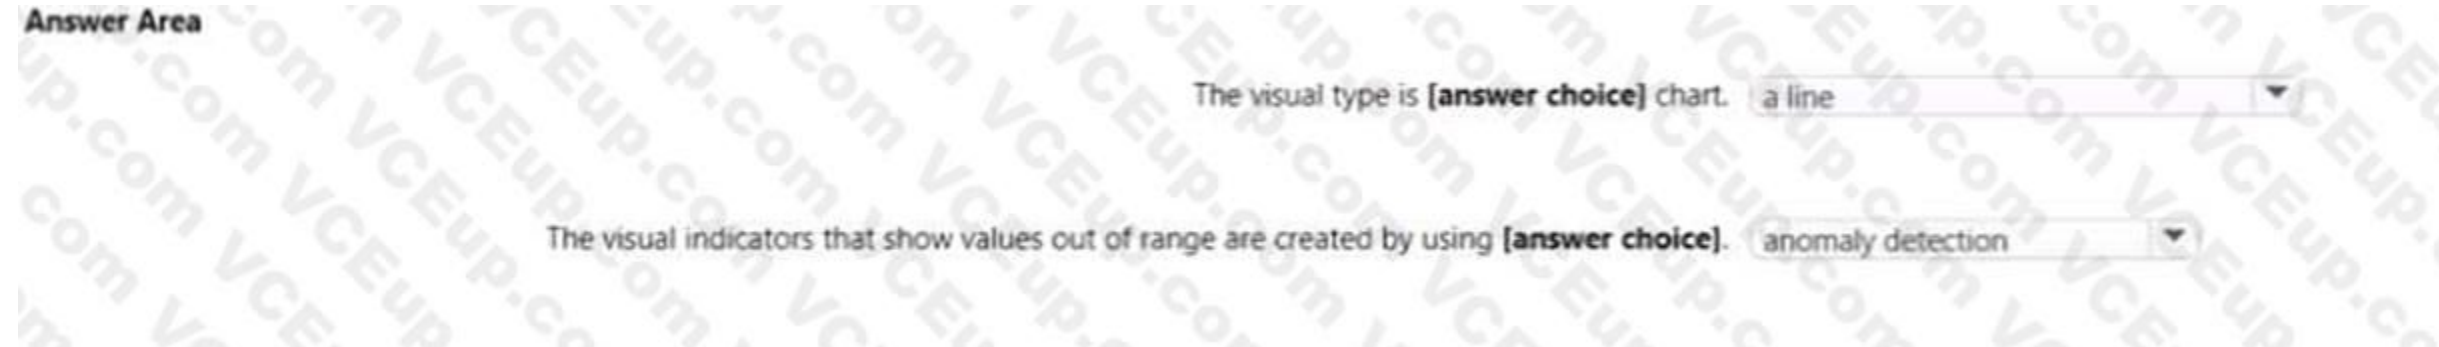 Answer Area
The visual type is [answer choice] chart. a line
The visual indicators that show values out of range are created by using [answer choice]. anomaly detection